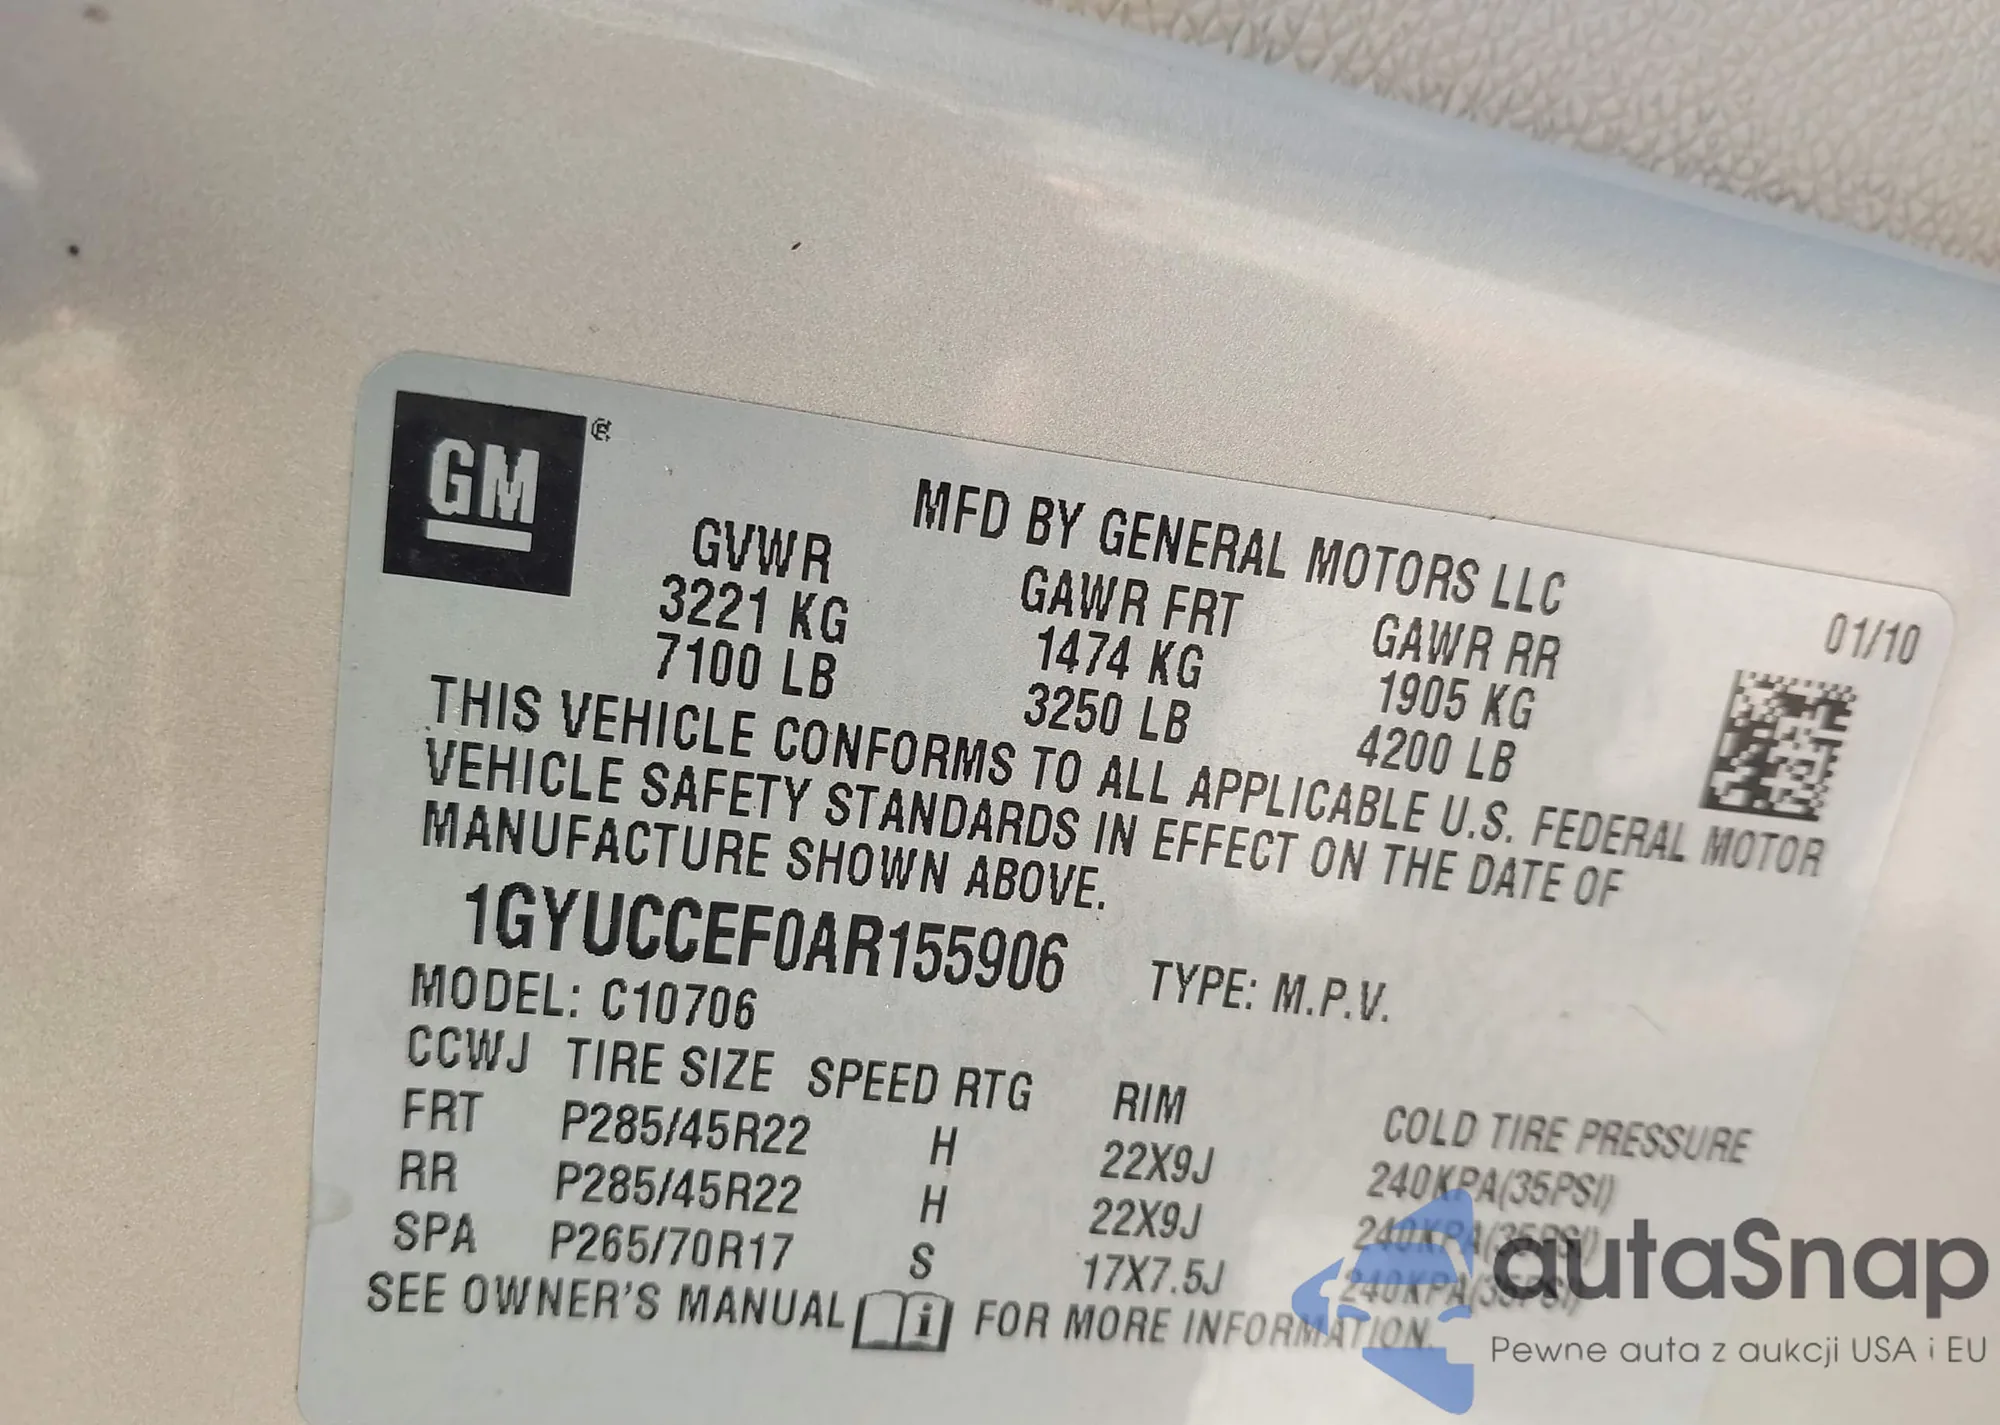 GM ®
MFD BY GENERAL MOTORS LLC
01/10
GVWR GAWR FRT GAWR RR
3221 KG 1474 KG 1905 KG
7100 LB 3250 LB 4200 LB
THIS VEHICLE CONFORMS TO ALL APPLICABLE U.S. FEDERAL MOTOR
VEHICLE SAFETY STANDARDS IN EFFECT ON THE DATE OF
MANUFACTURE SHOWN ABOVE.
1GYUCCEF0AR155906 TYPE: M.P.V.
MODEL: C10706
CCWJ TIRE SIZE SPEED RTG RIM COLD TIRE PRESSURE
FRT P285/45R22 H 22X9J 240KPA(35PSI)
RR P285/45R22 H 22X9J 240KPA(35PSI)
SPA P265/70R17 S 17X7.5J 240KPA(35PSI)
SEE OWNER'S MANUAL i FOR MORE INFORMATION.
autaSnap
Pewne auta z aukcji USA i EU